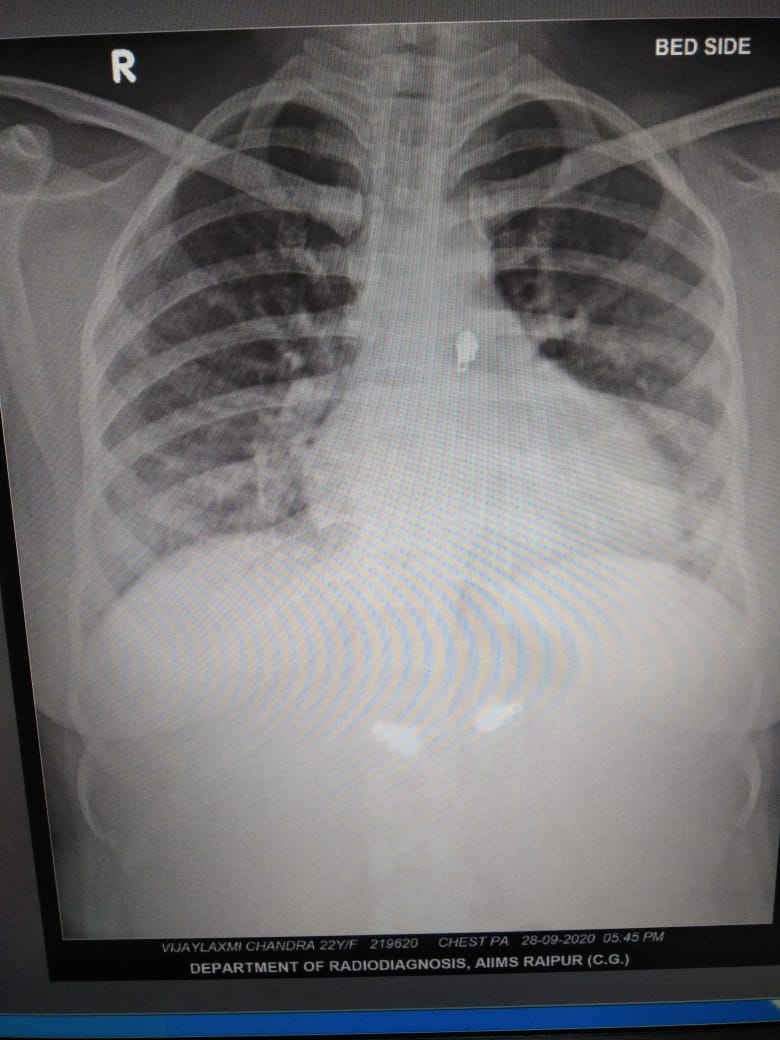 R
BED SIDE
VIJAYLAXMI CHANDRA 22Y/F 219620 CHEST PA 28-09-2020 05:45 PM
DEPARTMENT OF RADIODIAGNOSIS, AIIMS RAIPUR (C.G.)